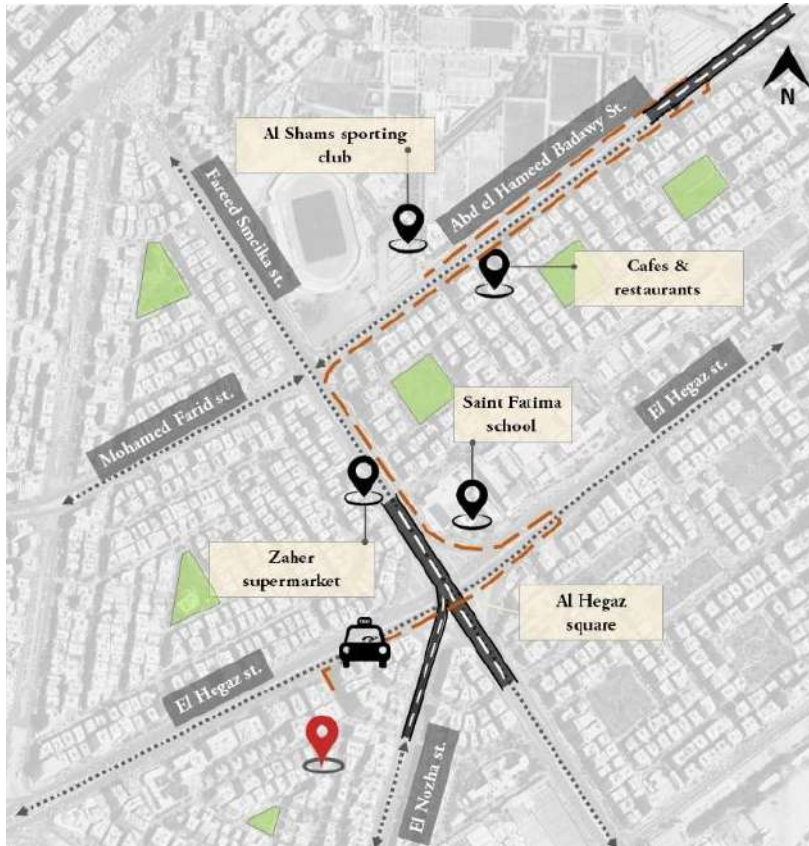 N
Al Shams sporting
club
Abd el Hameed Badawy St.
Fareed Smeika st.
Cafes &
restaurants
El Hegaz st.
Saint Fatima
school
Mohamed Farid st.
Zaher
supermarket
Al Hegaz
square
TAXI
El Hegaz st.
El Nozha st.